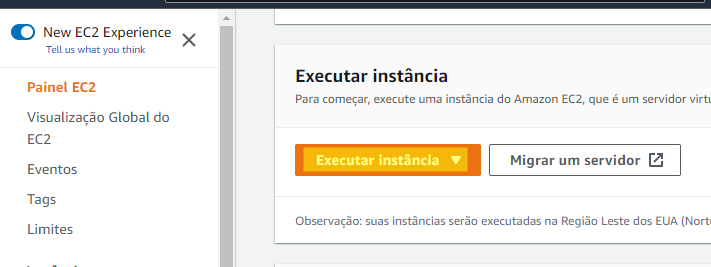 New EC2 Experience
Tell us what you think
Painel EC2
Visualização Global do
EC2
Eventos
Tags
Limites
Executar instância
Para começar, execute uma instância do Amazon EC2, que é um servidor
Executar instância
Migrar um servidor
Observação: suas instâncias serão executadas na Região Leste dos EUA